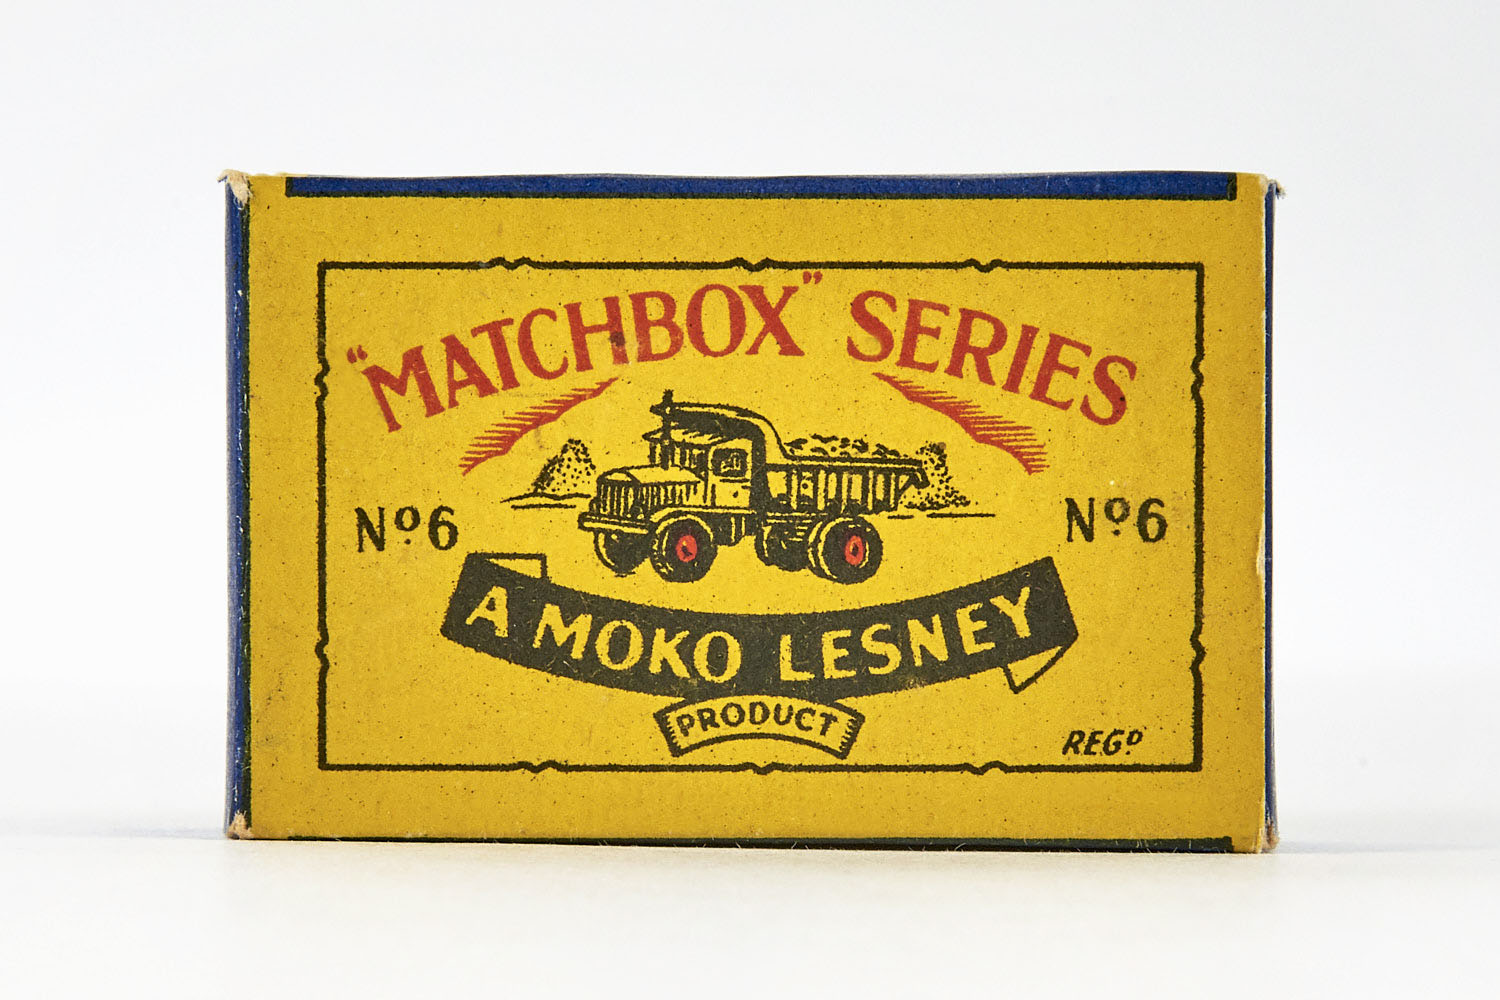 "MATCHBOX" SERIES
Nº6
Nº6
A MOKO LESNEY
PRODUCT
REGᴰ